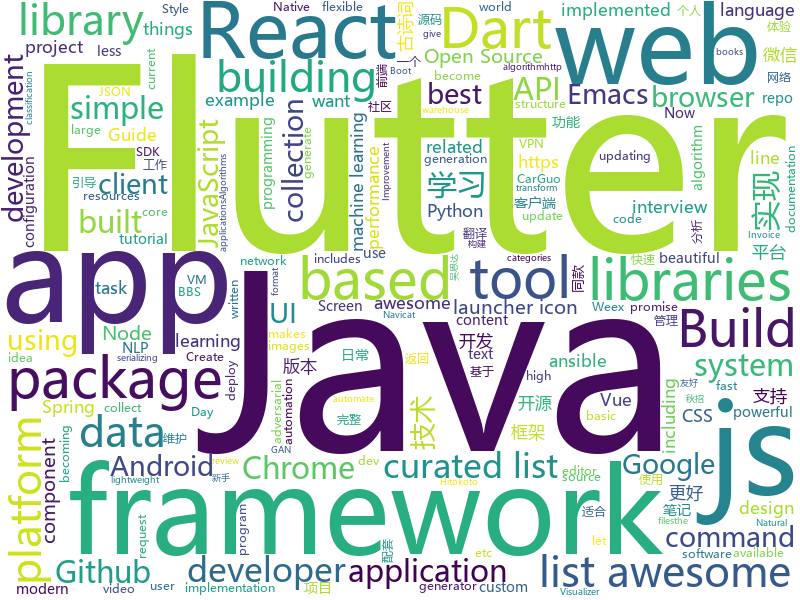 Flutter
Java
web
app
framework
js
React
Dart
library
things
project
less
Style
Native
flexible
world
个人
体验
源码
give
implemented
language
微信
网络
JSON
Open Source
become
一个
前端
古诗词
books
algorithmhttp
Boot
current
large
simple
building
API
best
structure
Emacs
browser
repo
classification
example
want
社区
warehouse
Now
development
Guide
SDK
引导
工作
JavaScript
collection
machine learning
related
generation
VPN
https
功能
updating
algorithm
line
configuration
client
resources
core
tutorial
generate
applicationsAlgorithms
programming
学习
performance
Python
客户端
update
CarGuo
code
interview
实现
documentation
transform
Improvement
built
network
use
翻译
构建
快速
分析
平台
Invoice
吴恩达
categories
beautiful
同款
task
VM
BBS
written
includes
based
tool
libraries
format
UI
Screen
awesome
launcher icon
Weex
promise
管理
idea
Node
NLP
makes
images
Navicat
Build
package
using
learning
Create
serializing
Day
content
text
开发
基于
ansible
high
版本
日常
返回
deploy
Spring
collect
becoming
data
adversarial
automation
完整
automate
技术
开源
框架
Vue
basic
支持
system
fast
友好
秋招
including
CSS
powerful
platform
component
维护
Android
GAN
review
新手
Chrome
curated list
Google
更好
笔记
design
dev
editor
source
使用
Hitokoto
let
适合
filesthe
command
Github
developer
application
list awesome
request
program
配套
etc
software
available
modern
video
user
lightweight
implementation
generator
custom
项目
Natural
Visualizer